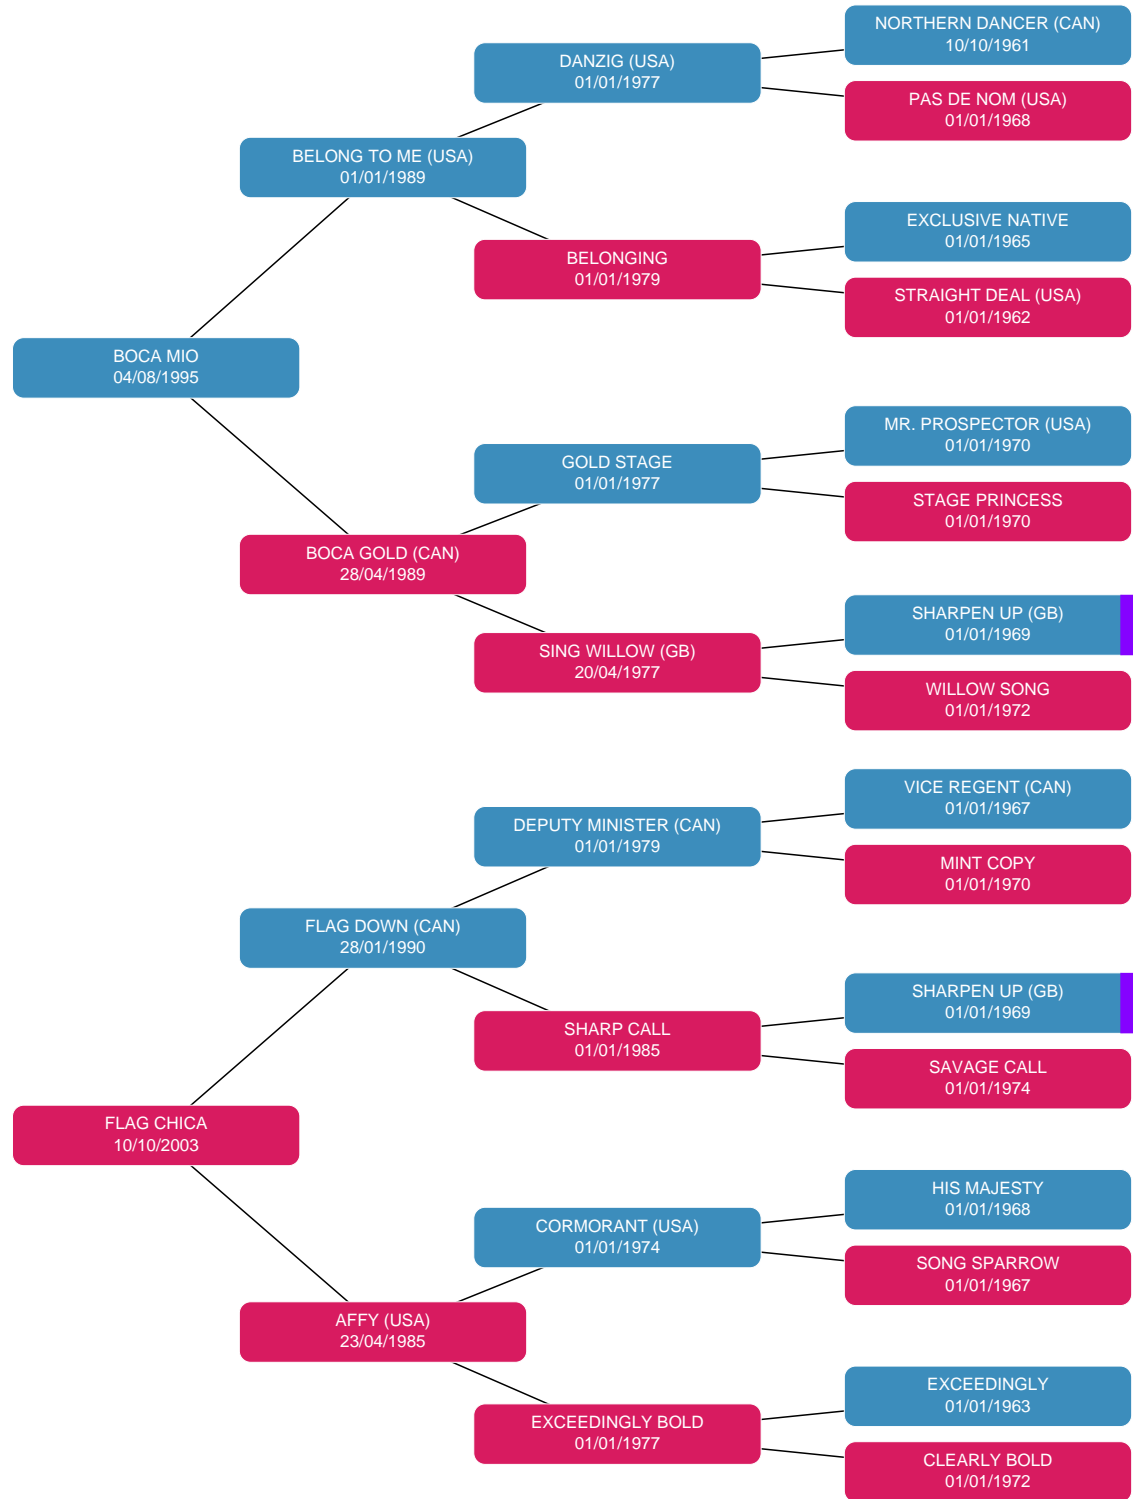 NORTHERN DANCER (CAN)
10/10/1961
DANZIG (USA)
01/01/1977
PAS DE NOM (USA)
01/01/1968
BELONG TO ME (USA)
01/01/1989
EXCLUSIVE NATIVE
01/01/1965
BELONGING
01/01/1979
STRAIGHT DEAL (USA)
01/01/1962
BOCA MIO
04/08/1995
MR. PROSPECTOR (USA)
01/01/1970
GOLD STAGE
01/01/1977
STAGE PRINCESS
01/01/1970
BOCA GOLD (CAN)
28/04/1989
SHARPEN UP (GB)
01/01/1969
SING WILLOW (GB)
20/04/1977
WILLOW SONG
01/01/1972
VICE REGENT (CAN)
01/01/1967
DEPUTY MINISTER (CAN)
01/01/1979
MINT COPY
01/01/1970
FLAG DOWN (CAN)
28/01/1990
SHARPEN UP (GB)
01/01/1969
SHARP CALL
01/01/1985
SAVAGE CALL
01/01/1974
FLAG CHICA
10/10/2003
HIS MAJESTY
01/01/1968
CORMORANT (USA)
01/01/1974
SONG SPARROW
01/01/1967
AFFY (USA)
23/04/1985
EXCEEDINGLY
01/01/1963
EXCEEDINGLY BOLD
01/01/1977
CLEARLY BOLD
01/01/1972